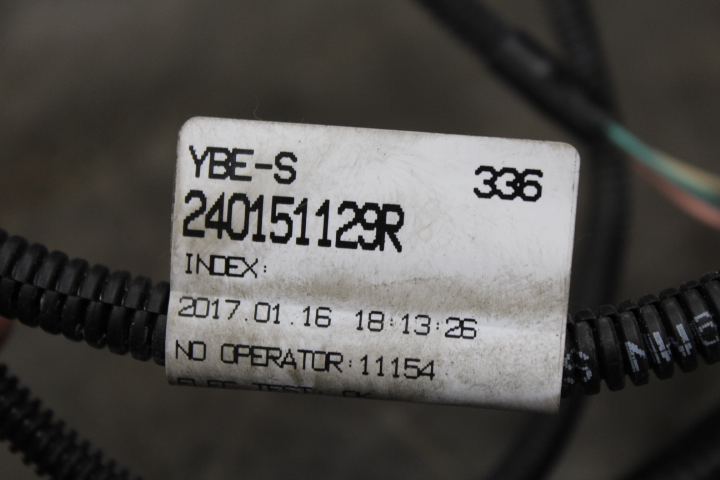 YBE-S 336
240151129R
INDEX:
2017.01.16 18:13:26
NO OPERATOR:11154